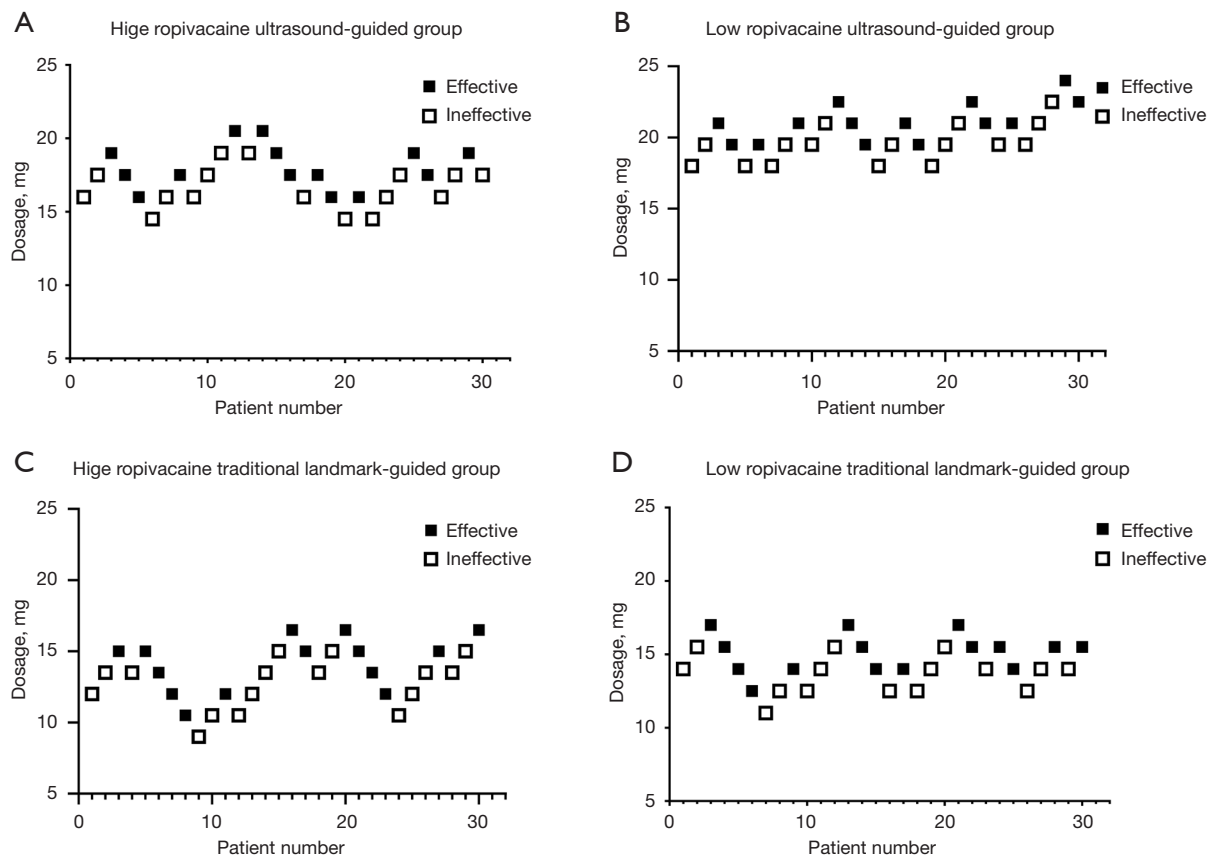 A
Hige ropivacaine ultrasound-guided group
25
20
15
10
5
Dosage, mg
Effective
Ineffective
0
10
20
30
Patient number
B
Low ropivacaine ultrasound-guided group
25
20
15
10
5
Dosage, mg
Effective
Ineffective
0
10
20
30
Patient number
C
Hige ropivacaine traditional landmark-guided group
25
20
15
10
5
Dosage, mg
Effective
Ineffective
0
10
20
30
Patient number
D
Low ropivacaine traditional landmark-guided group
25
20
15
10
5
Dosage, mg
Effective
Ineffective
0
10
20
30
Patient number